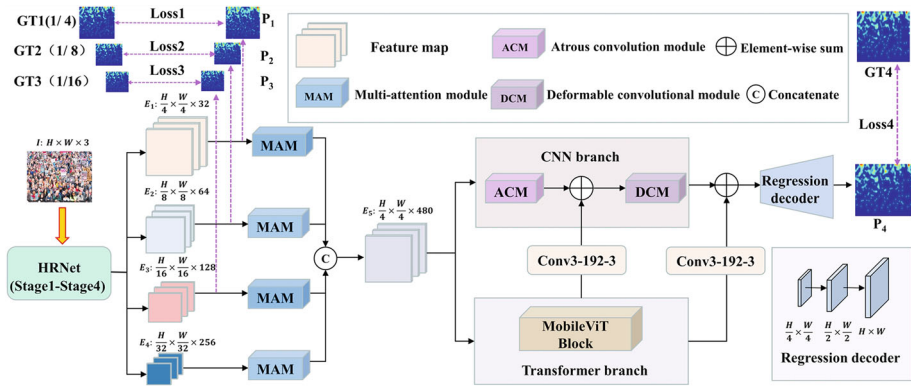 GT1(1/ 4)
Loss1
P₁
GT2 (1/ 8)
Loss2
P₂
GT3 (1/16)
Loss3
P₃
Feature map
ACM
Atrous convolution module
Element-wise sum
MAM
Multi-attention module
DCM
Deformable convolutional module
C
Concatenate
GT4
Loss4
P₄
I: H × W × 3
HRNet
(Stage1-Stage4)
E₁: H/4 × W/4 × 32
MAM
E₂: H/8 × W/8 × 64
MAM
E₃: H/16 × W/16 × 128
MAM
E₄: H/32 × W/32 × 256
MAM
C
E₅: H/4 × W/4 × 480
CNN branch
ACM
DCM
Conv3-192-3
Conv3-192-3
MobileViT
Block
Transformer branch
Regression
decoder
H/4 × W/4
H/2 × W/2
H × W
Regression decoder